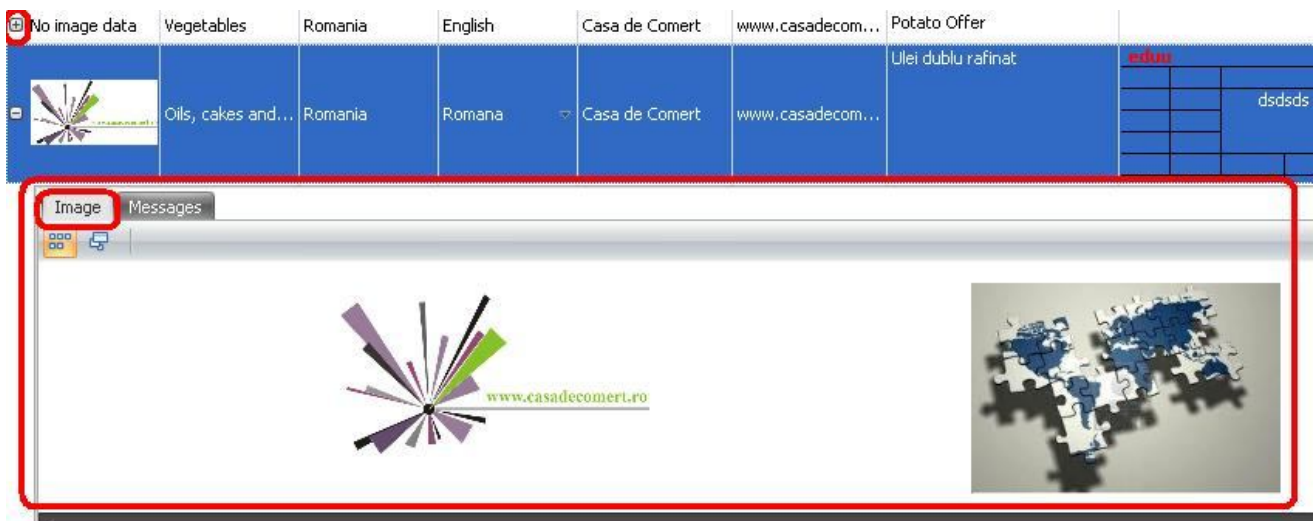 No image data Vegetables Romania English Casa de Comert www.casadecom... Potato Offer
Ulei dublu rafinat eduu
Oils, cakes and... Romania Romana Casa de Comert www.casadecom... dsdsds
Image Messages
www.casadecomert.ro